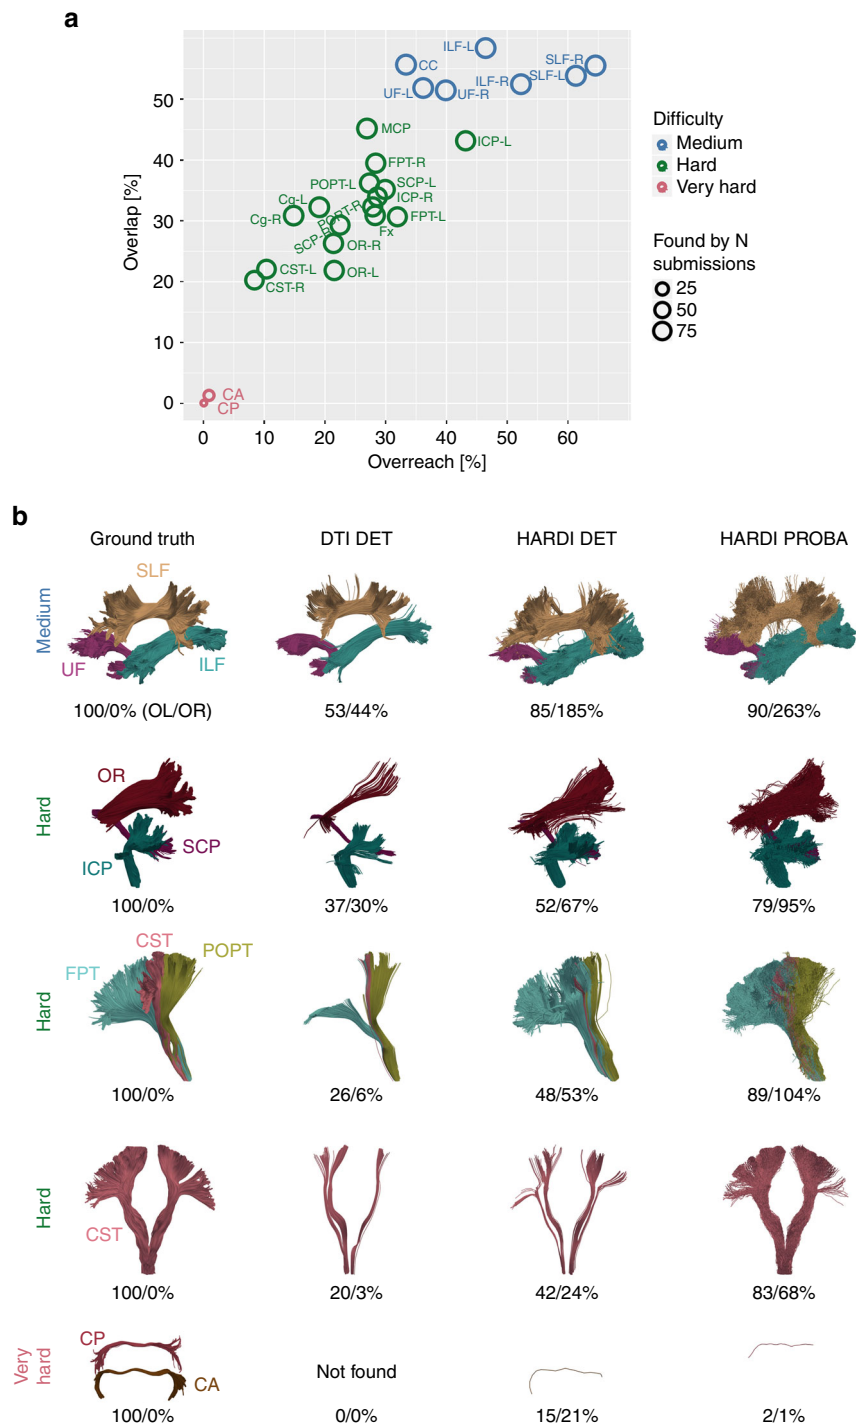 a
ILF-L
SLF-R
CC
ILF-R
SLF-L
UF-L
UF-R
50
MCP
ICP-L
40
FPT-R
POPT-L
SCP-L
ICP-R
Cg-L
POPT-R
30
Cg-R
FPT-L
SCP-R
Fx
OR-R
CST-L
OR-L
20
CST-R
10
CA
0
CP
Overlap [%]
0 10 20 30 40 50 60
Overreach [%]
Difficulty
Medium
Hard
Very hard
Found by N
submissions
25
50
75
b
Ground truth DTI DET HARDI DET HARDI PROBA
Medium
SLF
UF
ILF
100/0% (OL/OR) 53/44% 85/185% 90/263%
Hard
OR
SCP
ICP
100/0% 37/30% 52/67% 79/95%
Hard
CST
POPT
FPT
100/0% 26/6% 48/53% 89/104%
Hard
CST
100/0% 20/3% 42/24% 83/68%
Very
hard
CP
CA
Not found
100/0% 0/0% 15/21% 2/1%